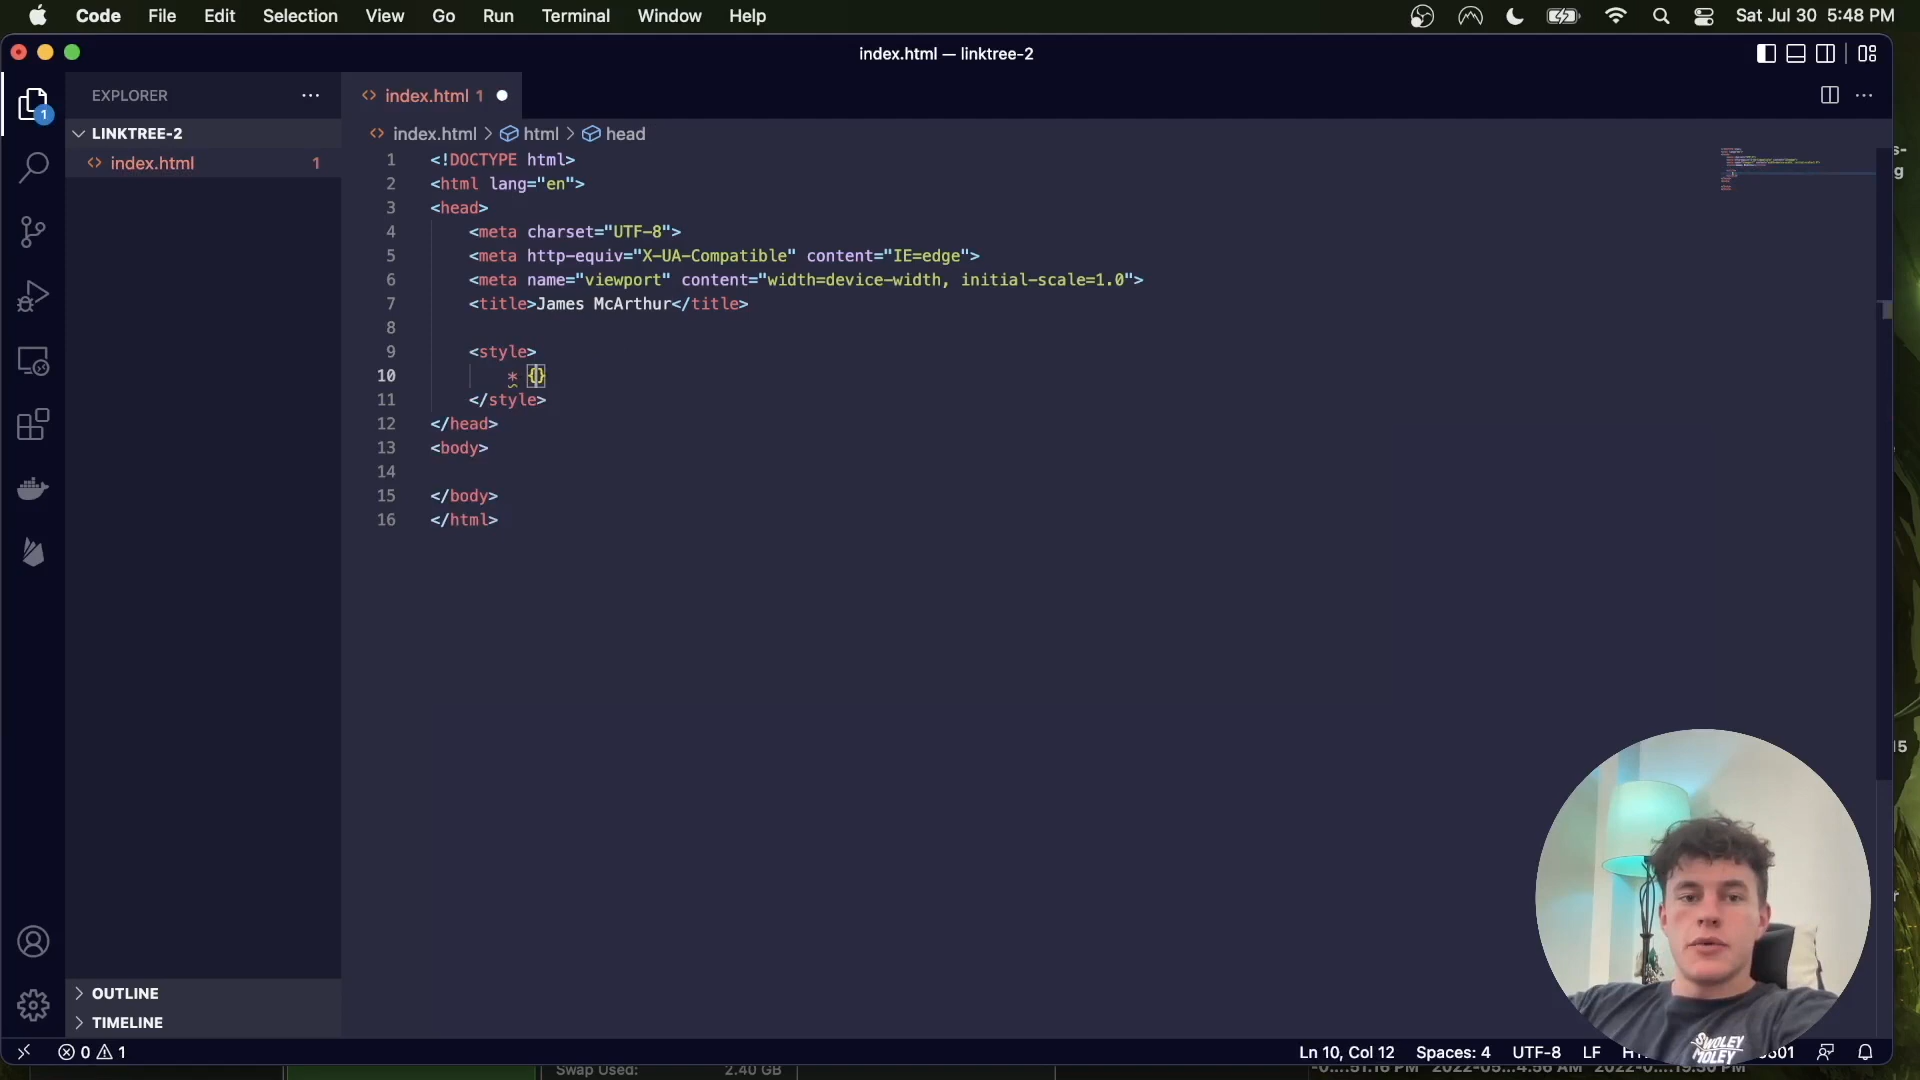 Code File Edit Selection View Go Run Terminal Window Help Sat Jul 30 5:48 PM
index.html — linktree-2
EXPLORER
index.html 1
LINKTREE-2
index.html 1
index.html > html > head
1 <!DOCTYPE html>
2 <html lang="en">
3 <head>
4 <meta charset="UTF-8">
5 <meta http-equiv="X-UA-Compatible" content="IE=edge">
6 <meta name="viewport" content="width=device-width, initial-scale=1.0">
7 <title>James McArthur</title>
8
9 <style>
10 * {}
11 </style>
12 </head>
13 <body>
14
15 </body>
16 </html>
1
OUTLINE
TIMELINE
SWOLEY
MOLEY
0 1 Ln 10, Col 12 Spaces: 4 UTF-8 LF
Swap Used: 2.40 GB